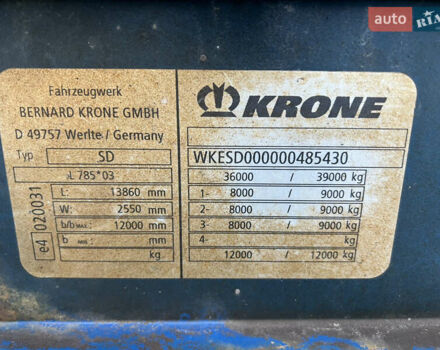 auto RIA
Fahrzeugwerk
BERNARD KRONE GMBH
D 49757 Werlte / Germany
Typ SD
L 785*03
L: 13860 mm
W: 2550 mm
b/b MAX.: 12000 mm
b MIN.: mm
kg
e4 020031
KRONE
WKESD000000485430
36000 / 39000 kg
1- 8000 / 9000 kg
2- 8000 / 9000 kg
3- 8000 / 9000 kg
4- kg
12000 / 12000 kg